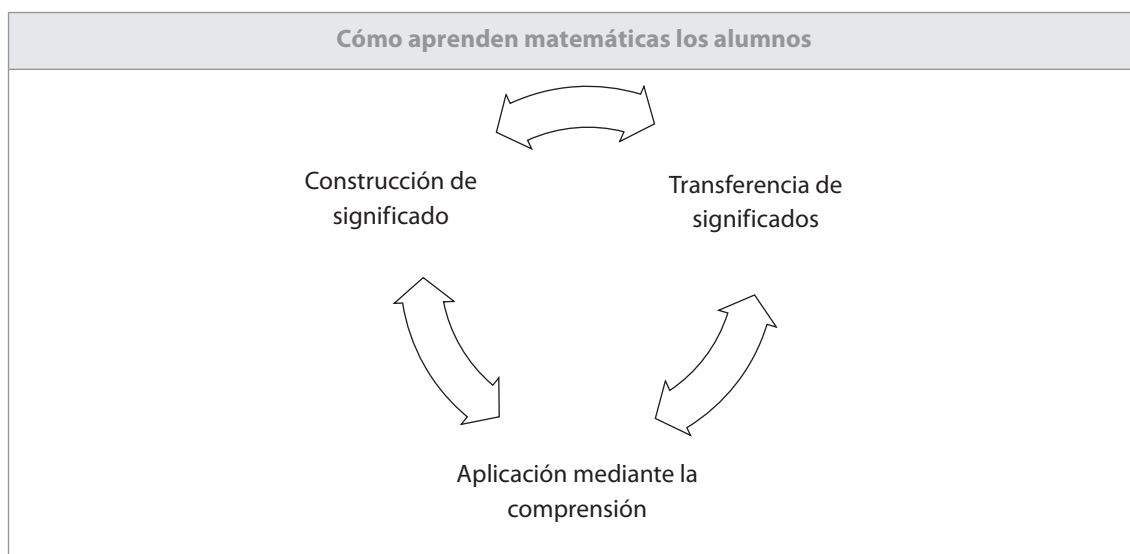 Cómo aprenden matemáticas los alumnos
Construcción de
significado
Transferencia de
significados
Aplicación mediante la
comprensión